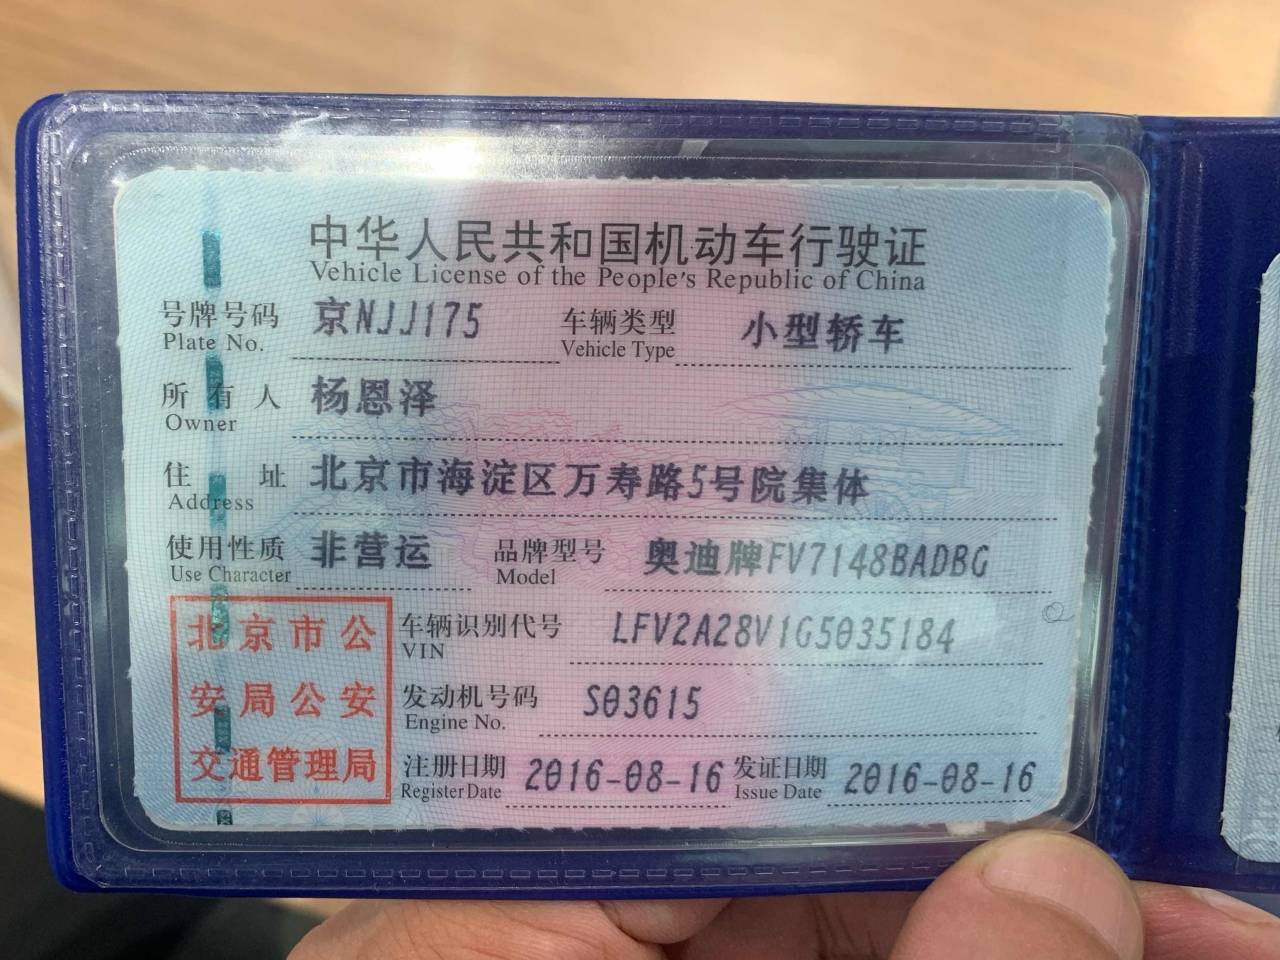 中华人民共和国机动车行驶证
Vehicle License of the People's Republic of China
号牌号码 京NJJ175 车辆类型 小型轿车
Plate No. Vehicle Type
所有人 杨恩泽
Owner
住址 北京市海淀区万寿路5号院集体
Address
使用性质 非营运 品牌型号 奥迪牌FV7148BADBG
Use Character Model
北京市公
安局公安
交通管理局
车辆识别代号 LFV2A28V1G5035184
VIN
发动机号码 S03615
Engine No.
注册日期 2016-08-16 发证日期 2016-08-16
Register Date Issue Date